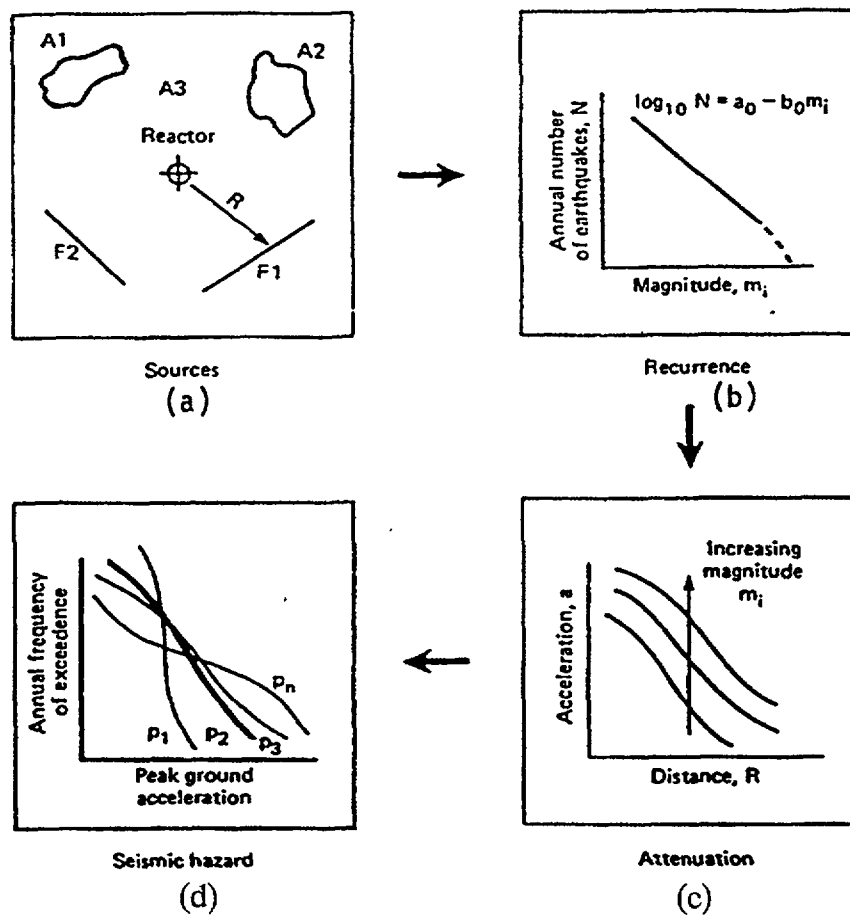 A1
A2
A3
Reactor
R
F2
F1
Sources
(a)
log₁₀ N = a₀ − b₀mᵢ
Annual number
of earthquakes, N
Magnitude, mᵢ
Recurrence
(b)
Annual frequency
of exceedence
p₁
p₂
p₃
pₙ
Peak ground
acceleration
Seismic hazard
(d)
Increasing
magnitude
mᵢ
Acceleration, a
Distance, R
Attenuation
(c)